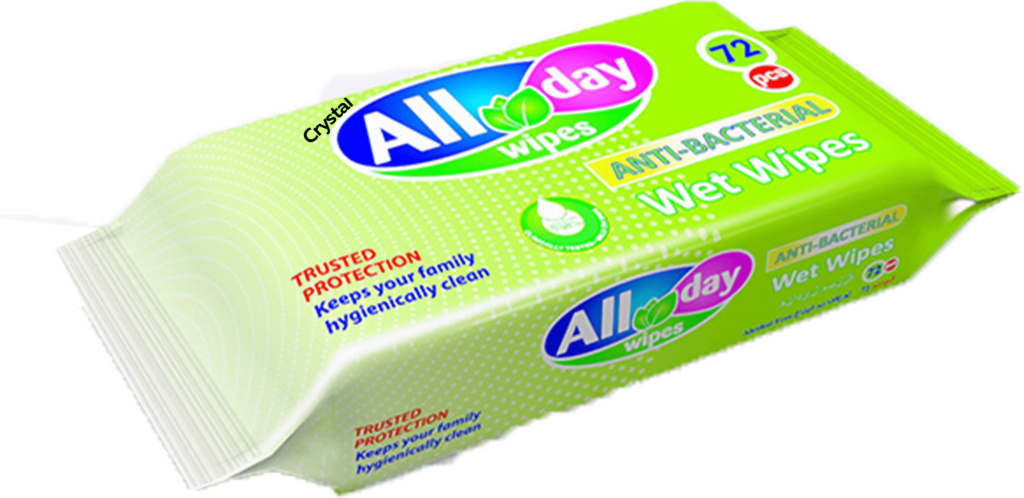 Crystal
All day
wipes
72
pcs
ANTI-BACTERIAL
Wet Wipes
TRUSTED
PROTECTION
Keeps your family
hygienically clean
All day
wipes
ANTI-BACTERIAL
Wet Wipes
72
TRUSTED
PROTECTION
Keeps your family
hygienically clean